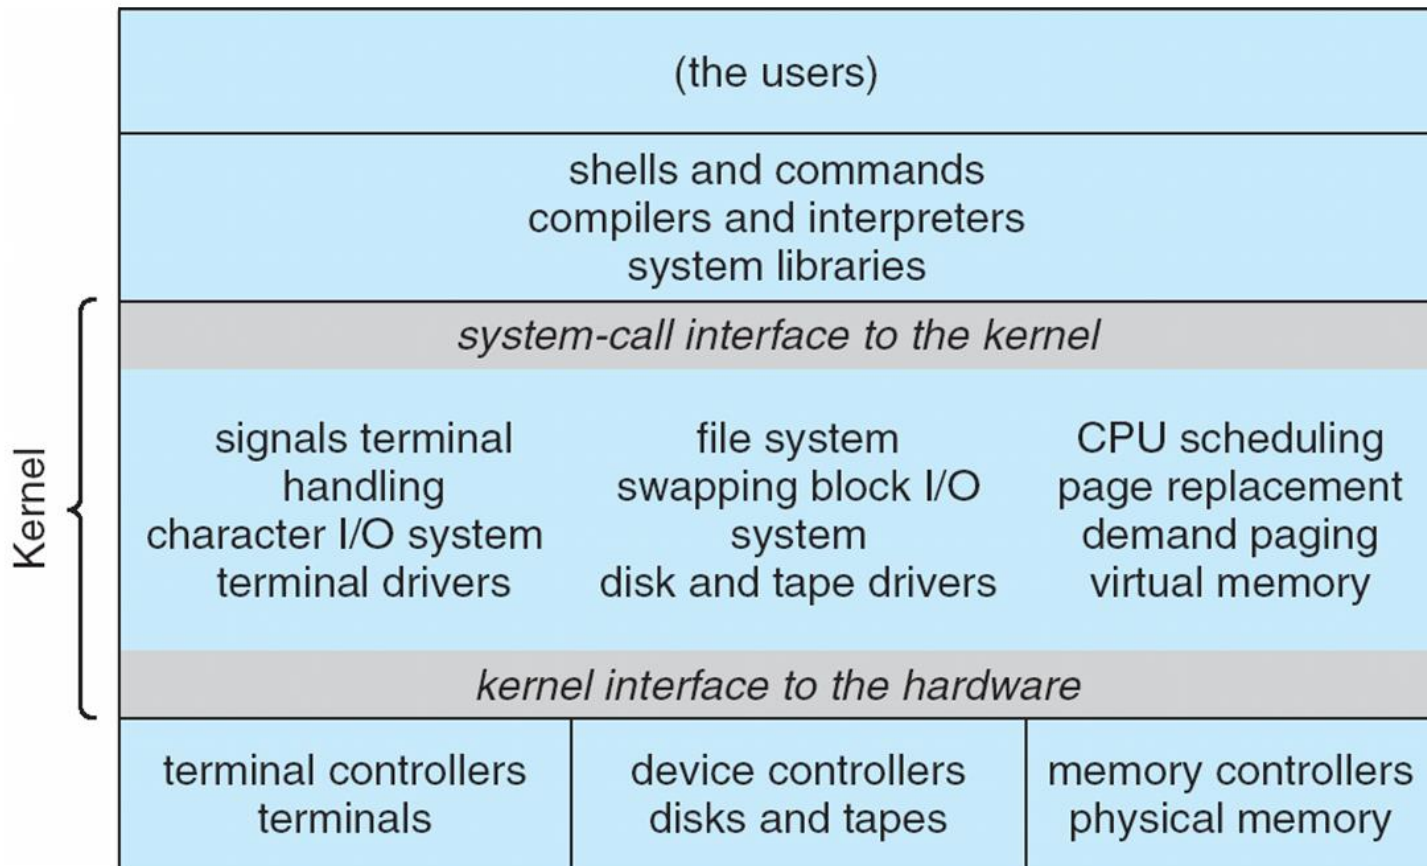 (the users)
shells and commands
compilers and interpreters
system libraries
Kernel
system-call interface to the kernel
signals terminal
handling
character I/O system
terminal drivers
file system
swapping block I/O
system
disk and tape drivers
CPU scheduling
page replacement
demand paging
virtual memory
kernel interface to the hardware
terminal controllers
terminals
device controllers
disks and tapes
memory controllers
physical memory